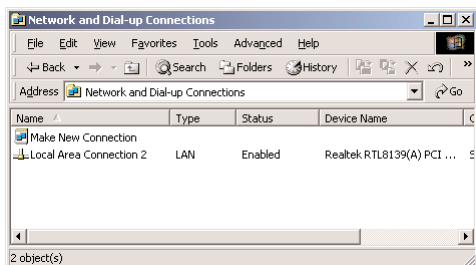 Network and Dial-up Connections
File Edit View Favorites Tools Advanced Help
Back Search Folders History »
Address Network and Dial-up Connections Go
Name Type Status Device Name
Make New Connection
Local Area Connection 2 LAN Enabled Realtek RTL8139(A) PCI ...
2 object(s)